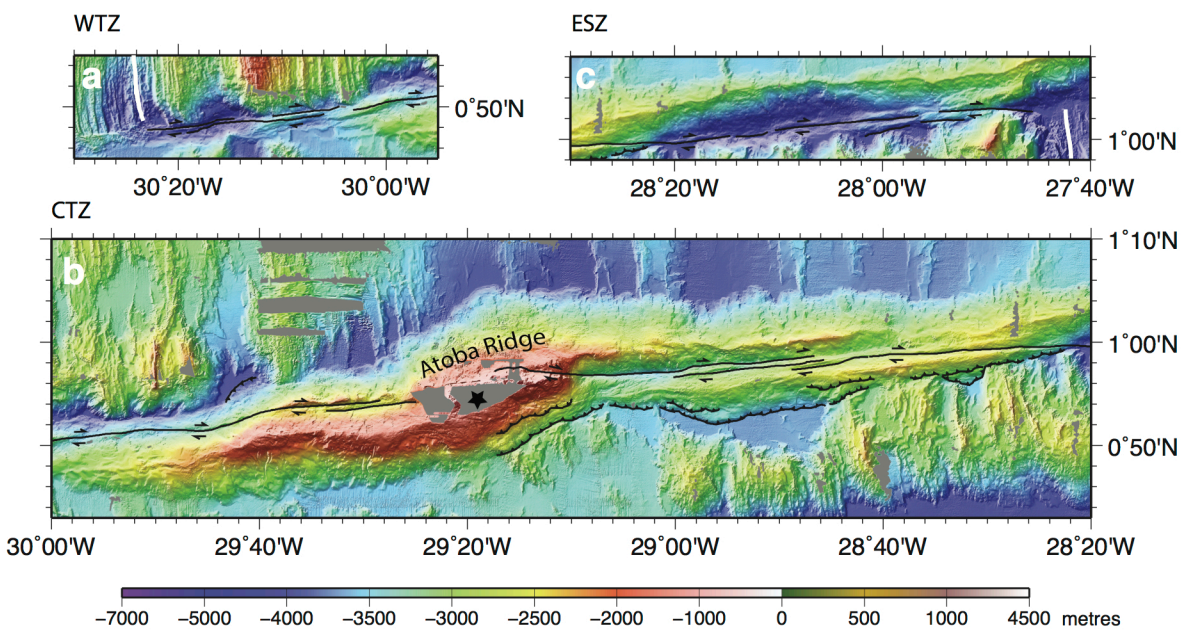 WTZ
ESZ
a
c
0°50'N
1°00'N
30°20'W 30°00'W
28°20'W 28°00'W 27°40'W
CTZ
b
1°10'N
Atoba Ridge
1°00'N
0°50'N
30°00'W 29°40'W 29°20'W 29°00'W 28°40'W 28°20'W
−7000 −5000 −4000 −3500 −3000 −2500 −2000 −1000 0 500 1000 4500 metres